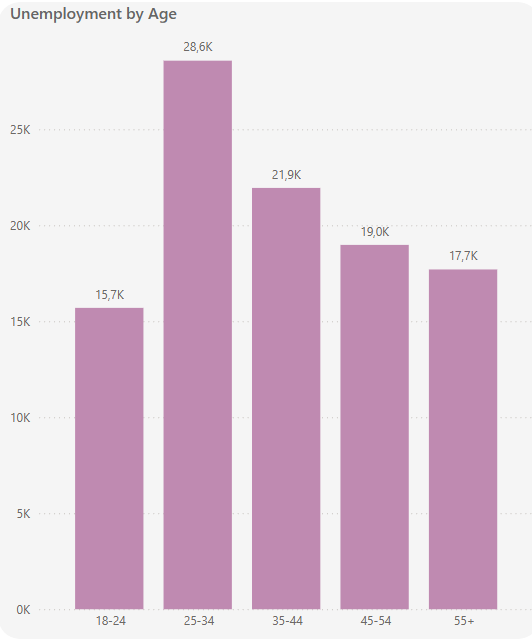 Unemployment by Age
28,6K
25K
21,9K
20K
19,0K
17,7K
15,7K
15K
10K
5K
0K
18-24 25-34 35-44 45-54 55+